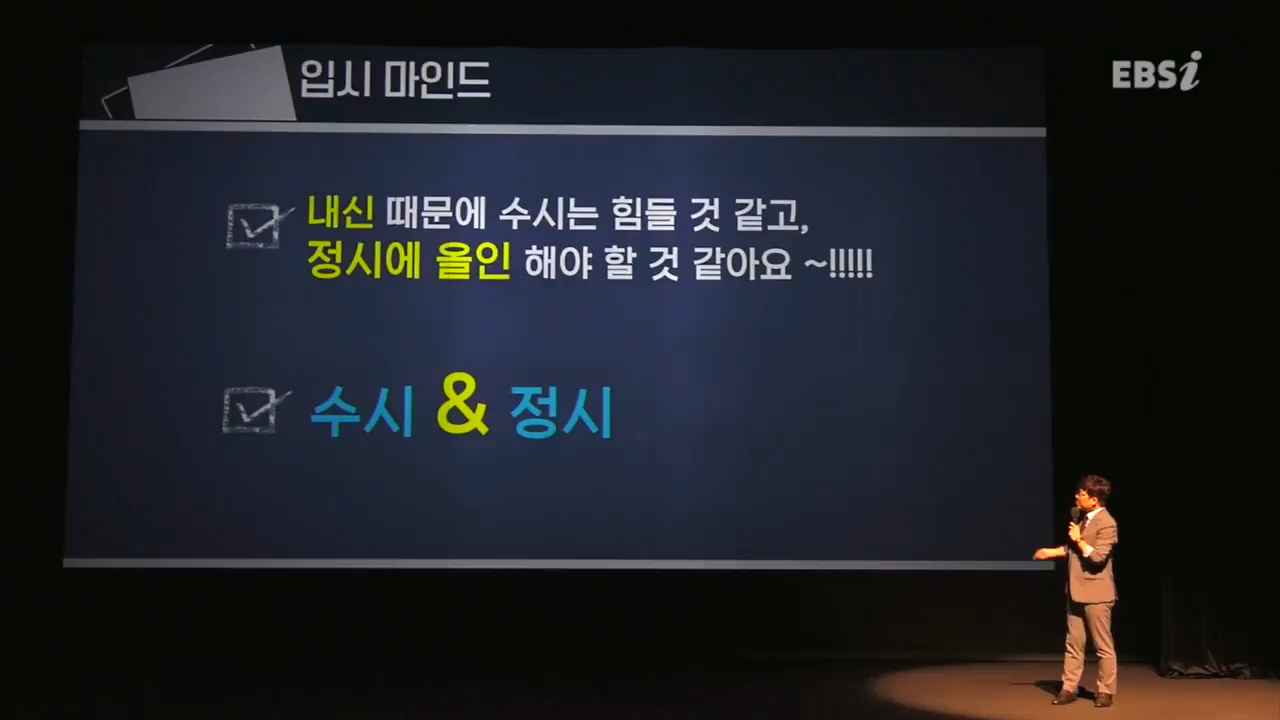 입시 마인드
EBSi
내신 때문에 수시는 힘들 것 같고,
정시에 올인 해야 할 것 같아요 ~!!!!!
수시 & 정시